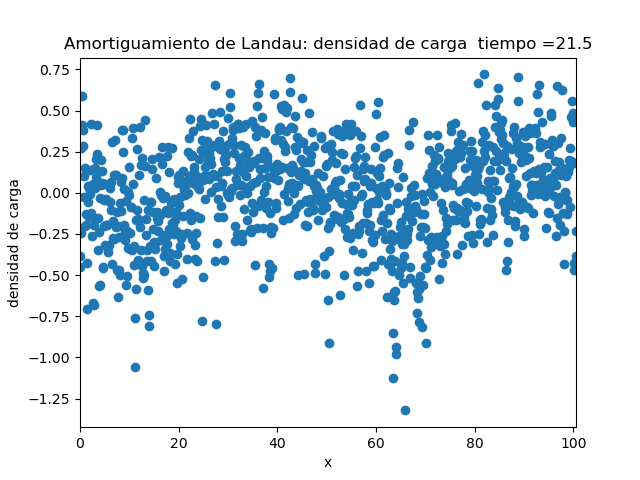 Amortiguamiento de Landau: densidad de carga  tiempo =21.5
0.75
0.50
0.25
0.00
−0.25
−0.50
−0.75
−1.00
−1.25
densidad de carga
0 20 40 60 80 100
x